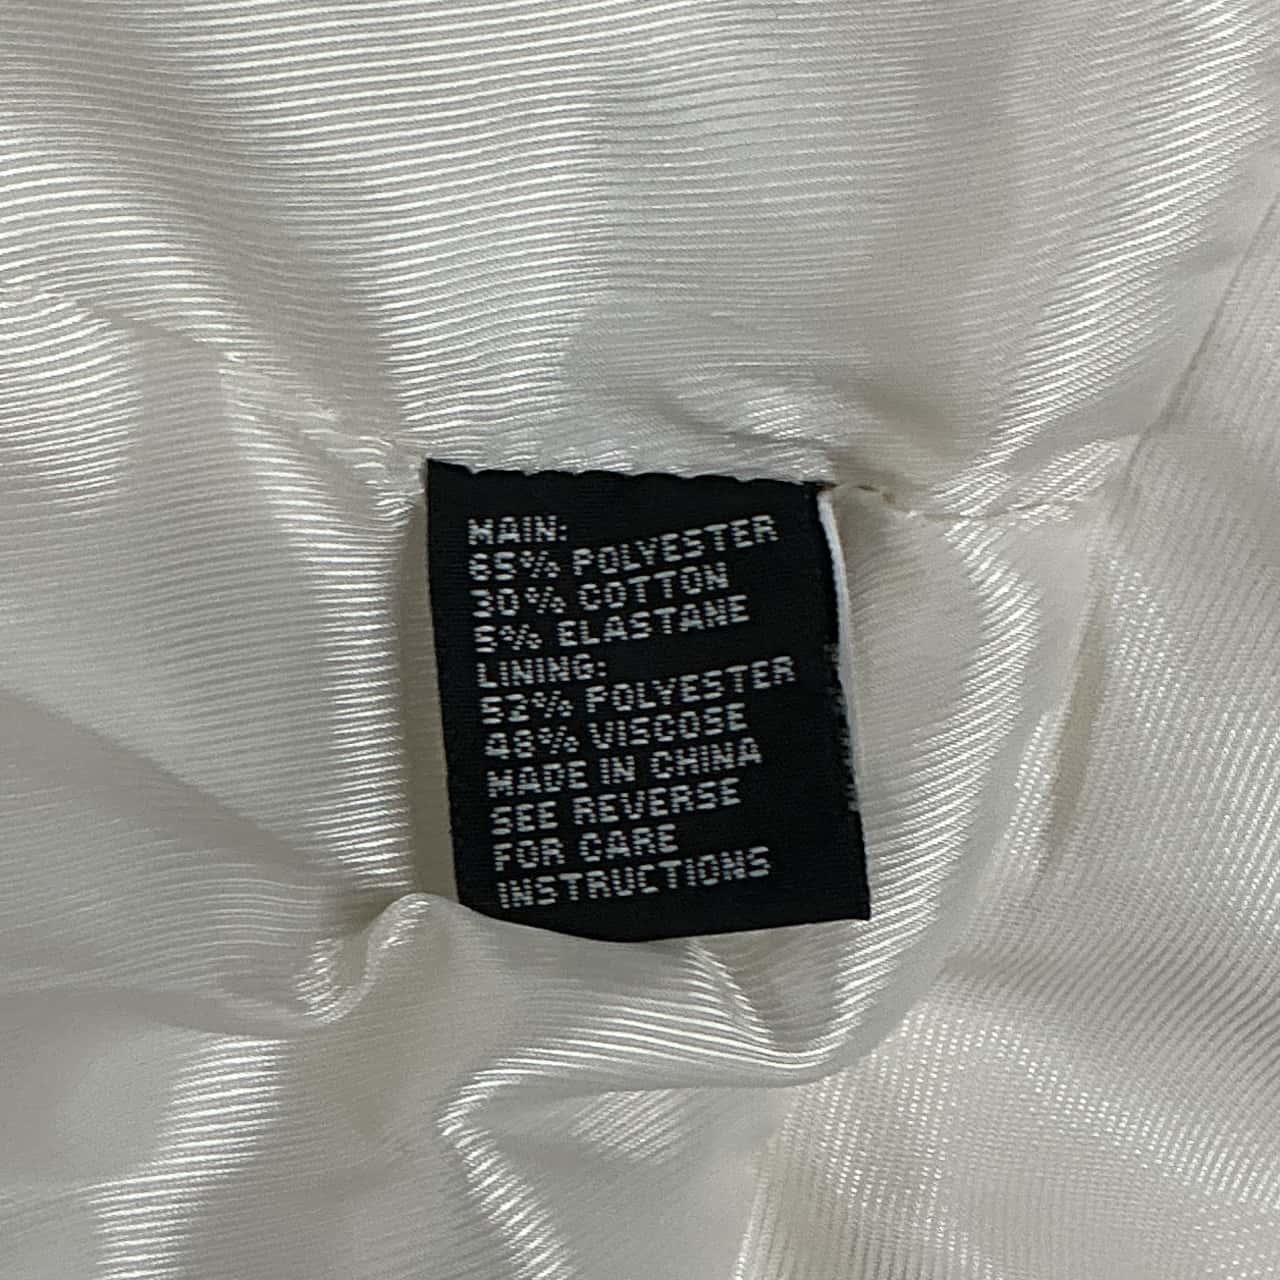 MAIN:
65% POLYESTER
30% COTTON
5% ELASTANE
LINING:
52% POLYESTER
48% VISCOSE
MADE IN CHINA
SEE REVERSE
FOR CARE
INSTRUCTIONS